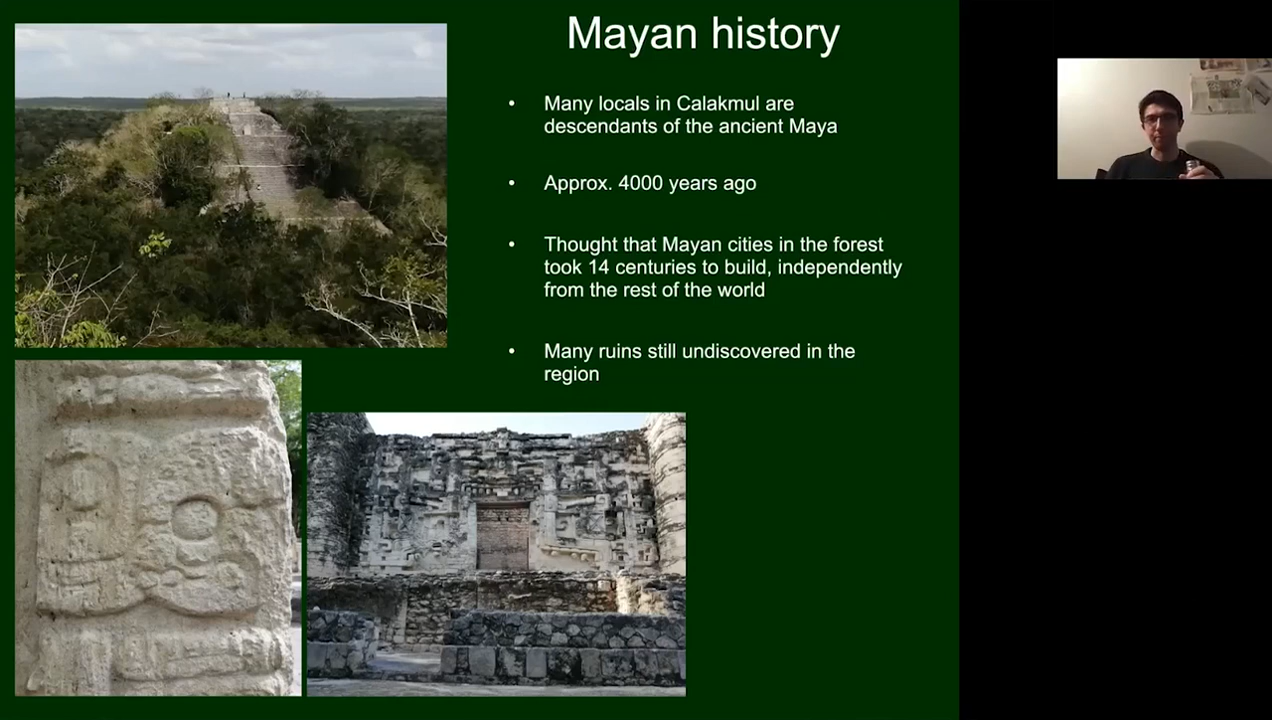 Mayan history
• Many locals in Calakmul are
descendants of the ancient Maya
• Approx. 4000 years ago
• Thought that Mayan cities in the forest
took 14 centuries to build, independently
from the rest of the world
• Many ruins still undiscovered in the
region